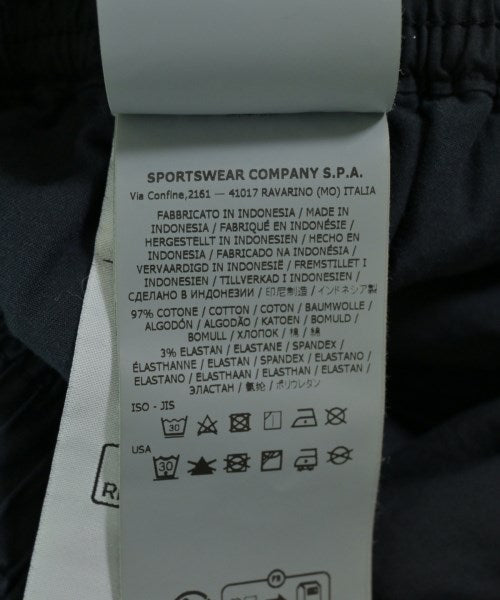 SPORTSWEAR COMPANY S.P.A.
Via Confine,2161 — 41017 RAVARINO (MO) ITALIA
FABBRICATO IN INDONESIA / MADE IN
INDONESIA / FABRIQUÉ EN INDONÉSIE /
HERGESTELLT IN INDONESIEN / HECHO EN
INDONESIA / FABRICADO NA INDONÉSIA /
VERVAARDIGD IN INDONESIË / FREMSTILLET I
INDONESIEN / TILLVERKAD I INDONESIEN /
СДЕЛАНО В ИНДОНЕЗИИ / 印尼制造 / インドネシア製
97% COTONE / COTTON / COTON / BAUMWOLLE /
ALGODÓN / ALGODÃO / KATOEN / BOMULD /
BOMULL / ХЛОПОК / 棉 / 綿
3% ELASTAN / ELASTANE / SPANDEX /
ÉLASTHANNE / ELASTAN / SPANDEX / ELASTANO /
ELASTANO / ELASTHAAN / ELASTHAN / ELASTAN /
ЭЛАСТАН / 氨纶 / ポリウレタン
ISO - JIS
30
USA
30
FR